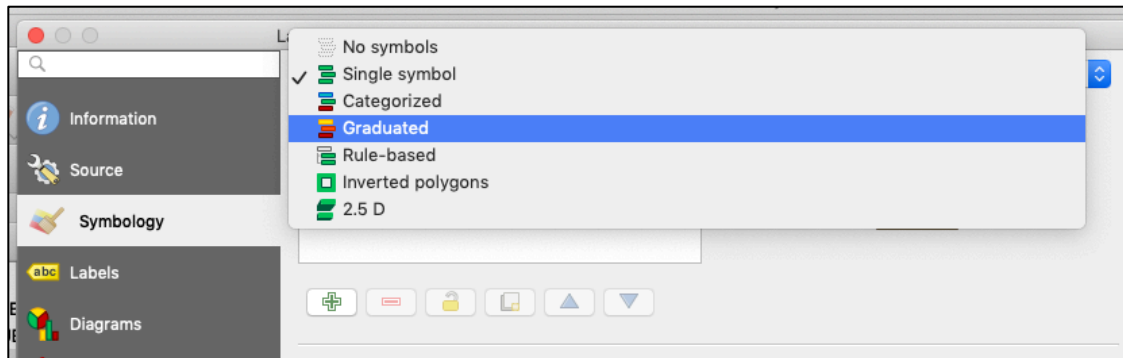 No symbols
Single symbol
Categorized
Graduated
Rule-based
Inverted polygons
2.5 D
Information
Source
Symbology
abc Labels
Diagrams